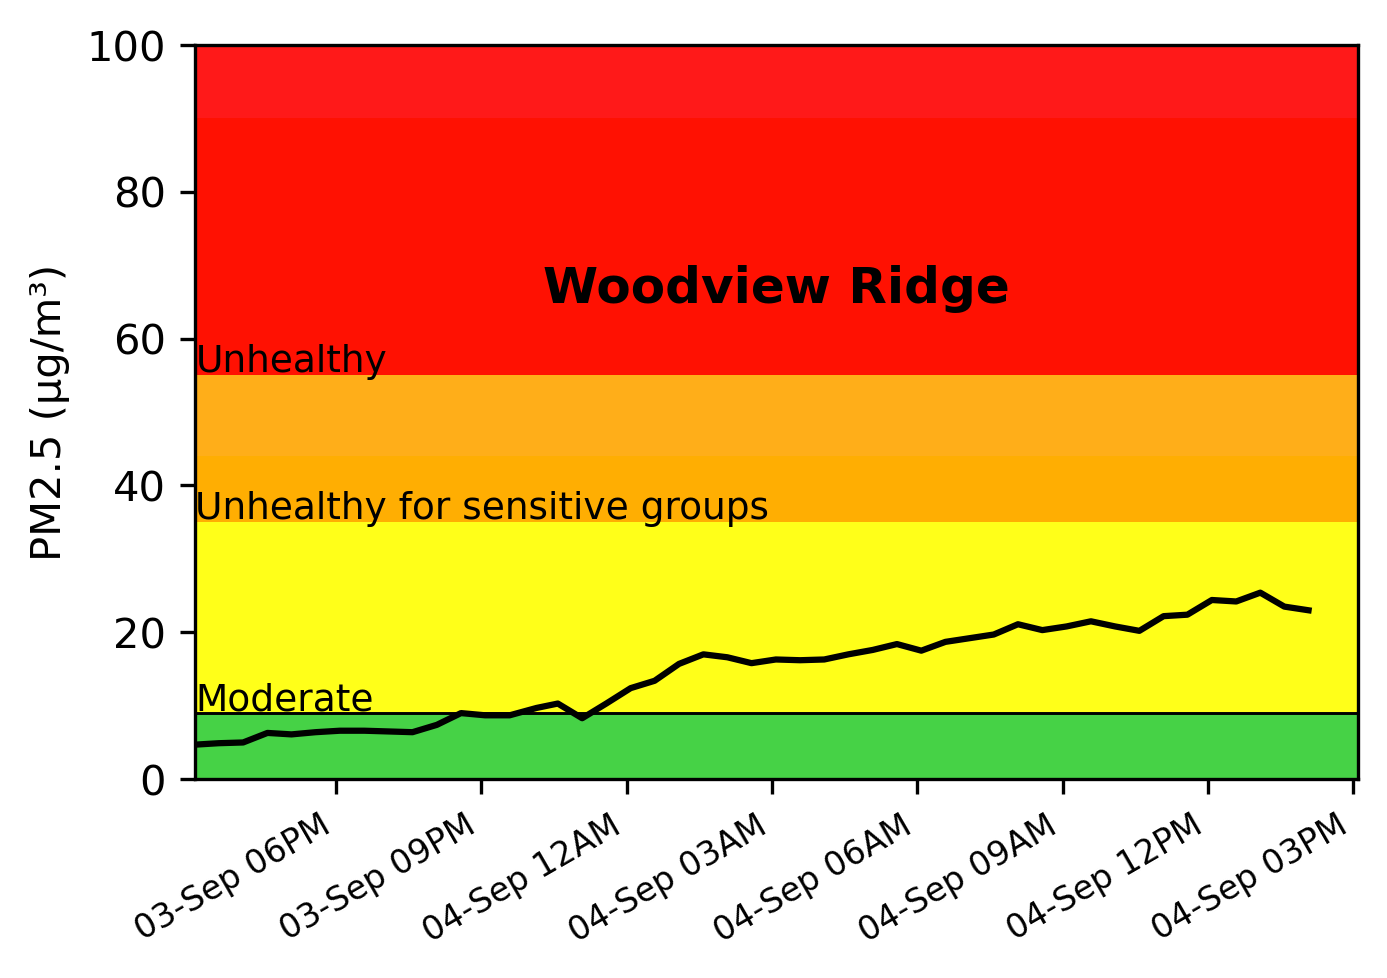 100
80
60
40
20
0
PM2.5 (µg/m³)
Woodview Ridge
Unhealthy
Unhealthy for sensitive groups
Moderate
03-Sep 06PM
03-Sep 09PM
04-Sep 12AM
04-Sep 03AM
04-Sep 06AM
04-Sep 09AM
04-Sep 12PM
04-Sep 03PM